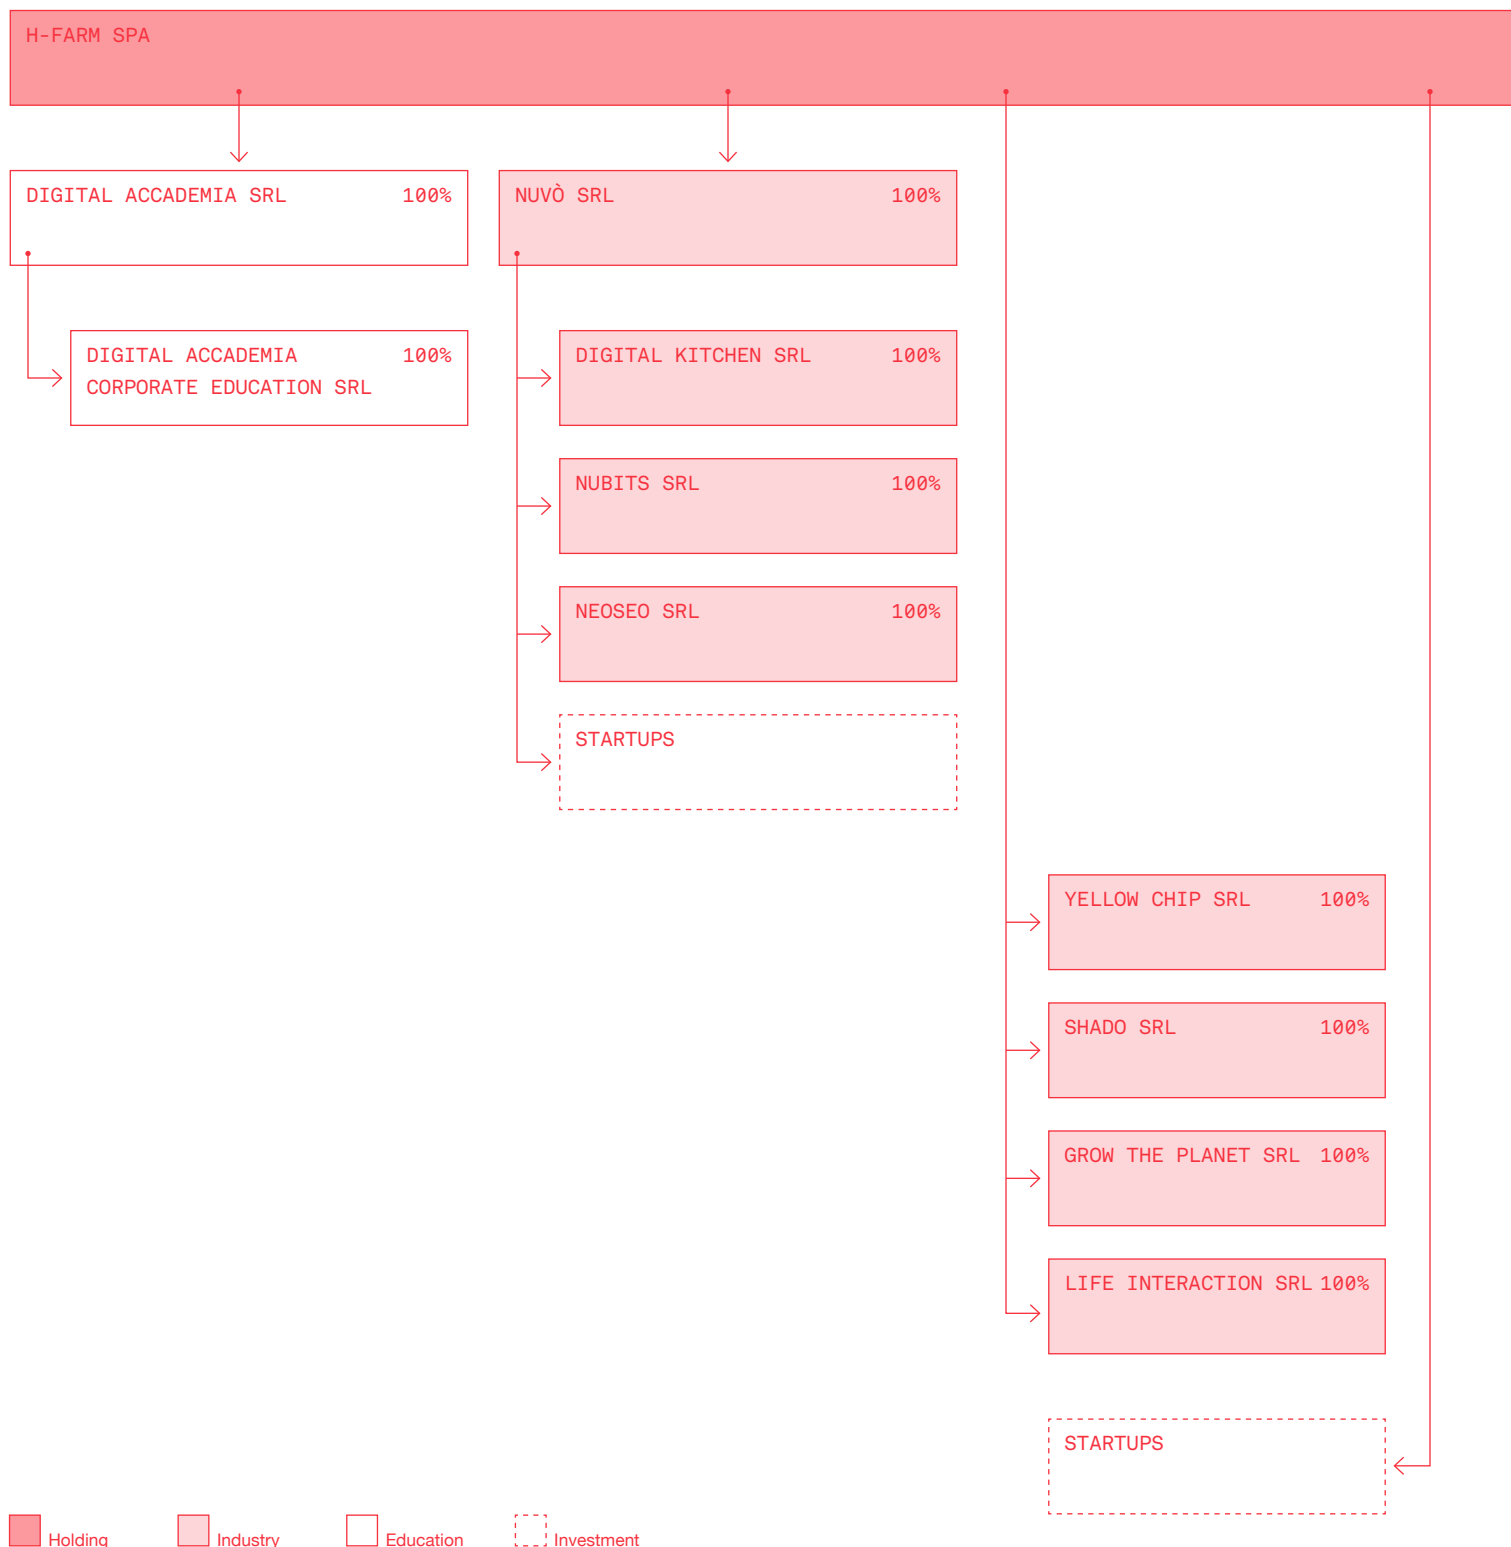 H-FARM SPA
DIGITAL ACCADEMIA SRL 100%
NUVÒ SRL 100%
DIGITAL ACCADEMIA 100%
CORPORATE EDUCATION SRL
DIGITAL KITCHEN SRL 100%
NUBITS SRL 100%
NEOSEO SRL 100%
STARTUPS
YELLOW CHIP SRL 100%
SHADO SRL 100%
GROW THE PLANET SRL 100%
LIFE INTERACTION SRL 100%
STARTUPS
Holding
Industry
Education
Investment